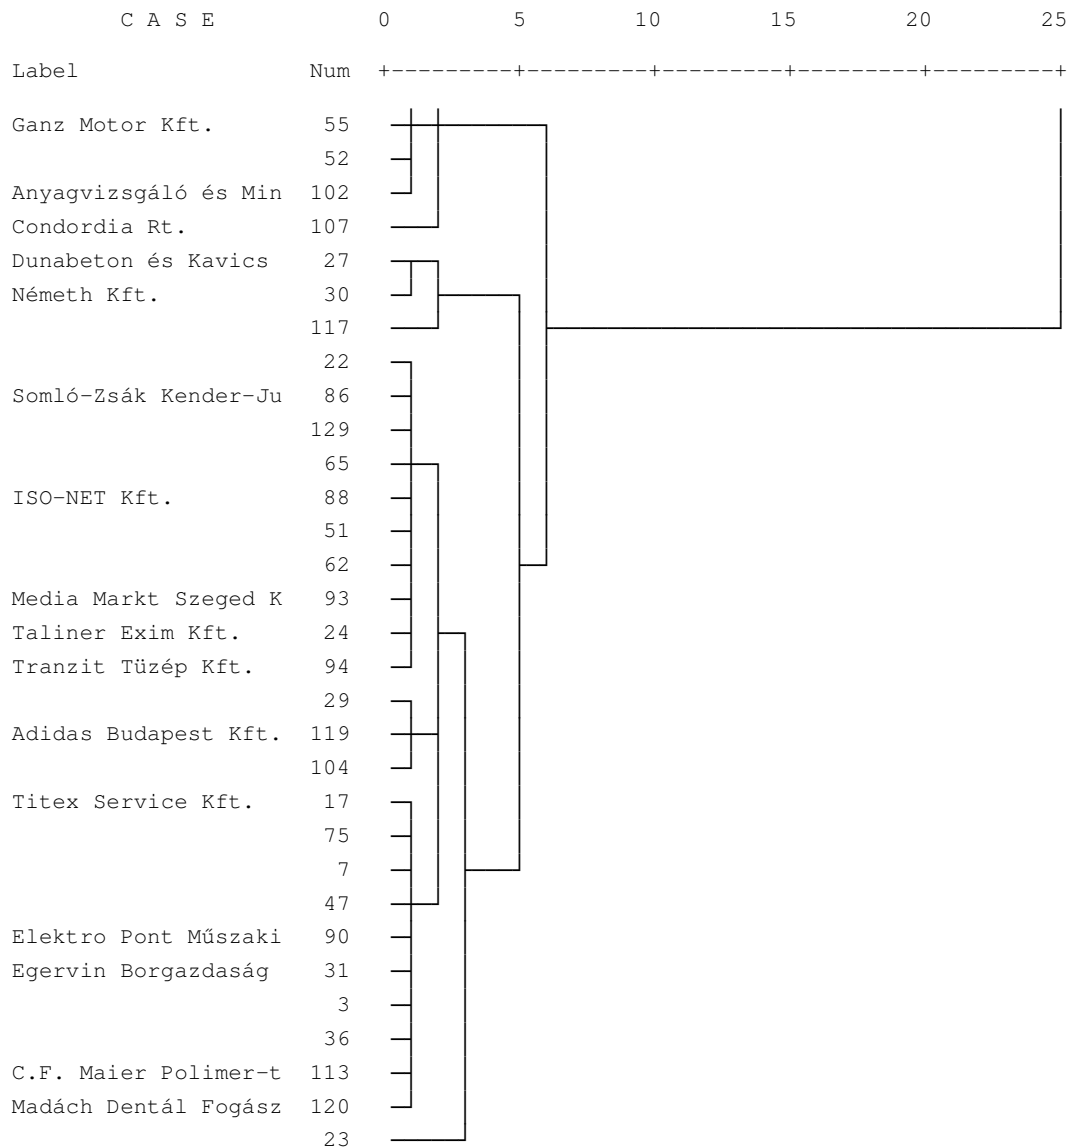 C A S E 0 5 10 15 20 25
Label Num +---------+---------+---------+---------+---------+
Ganz Motor Kft. 55
52
Anyagvizsgáló és Min 102
Condordia Rt. 107
Dunabeton és Kavics 27
Németh Kft. 30
117
22
Somló-Zsák Kender-Ju 86
129
65
ISO-NET Kft. 88
51
62
Media Markt Szeged K 93
Taliner Exim Kft. 24
Tranzit Tüzép Kft. 94
29
Adidas Budapest Kft. 119
104
Titex Service Kft. 17
75
7
47
Elektro Pont Műszaki 90
Egervin Borgazdaság 31
3
36
C.F. Maier Polimer-t 113
Madách Dentál Fogász 120
23